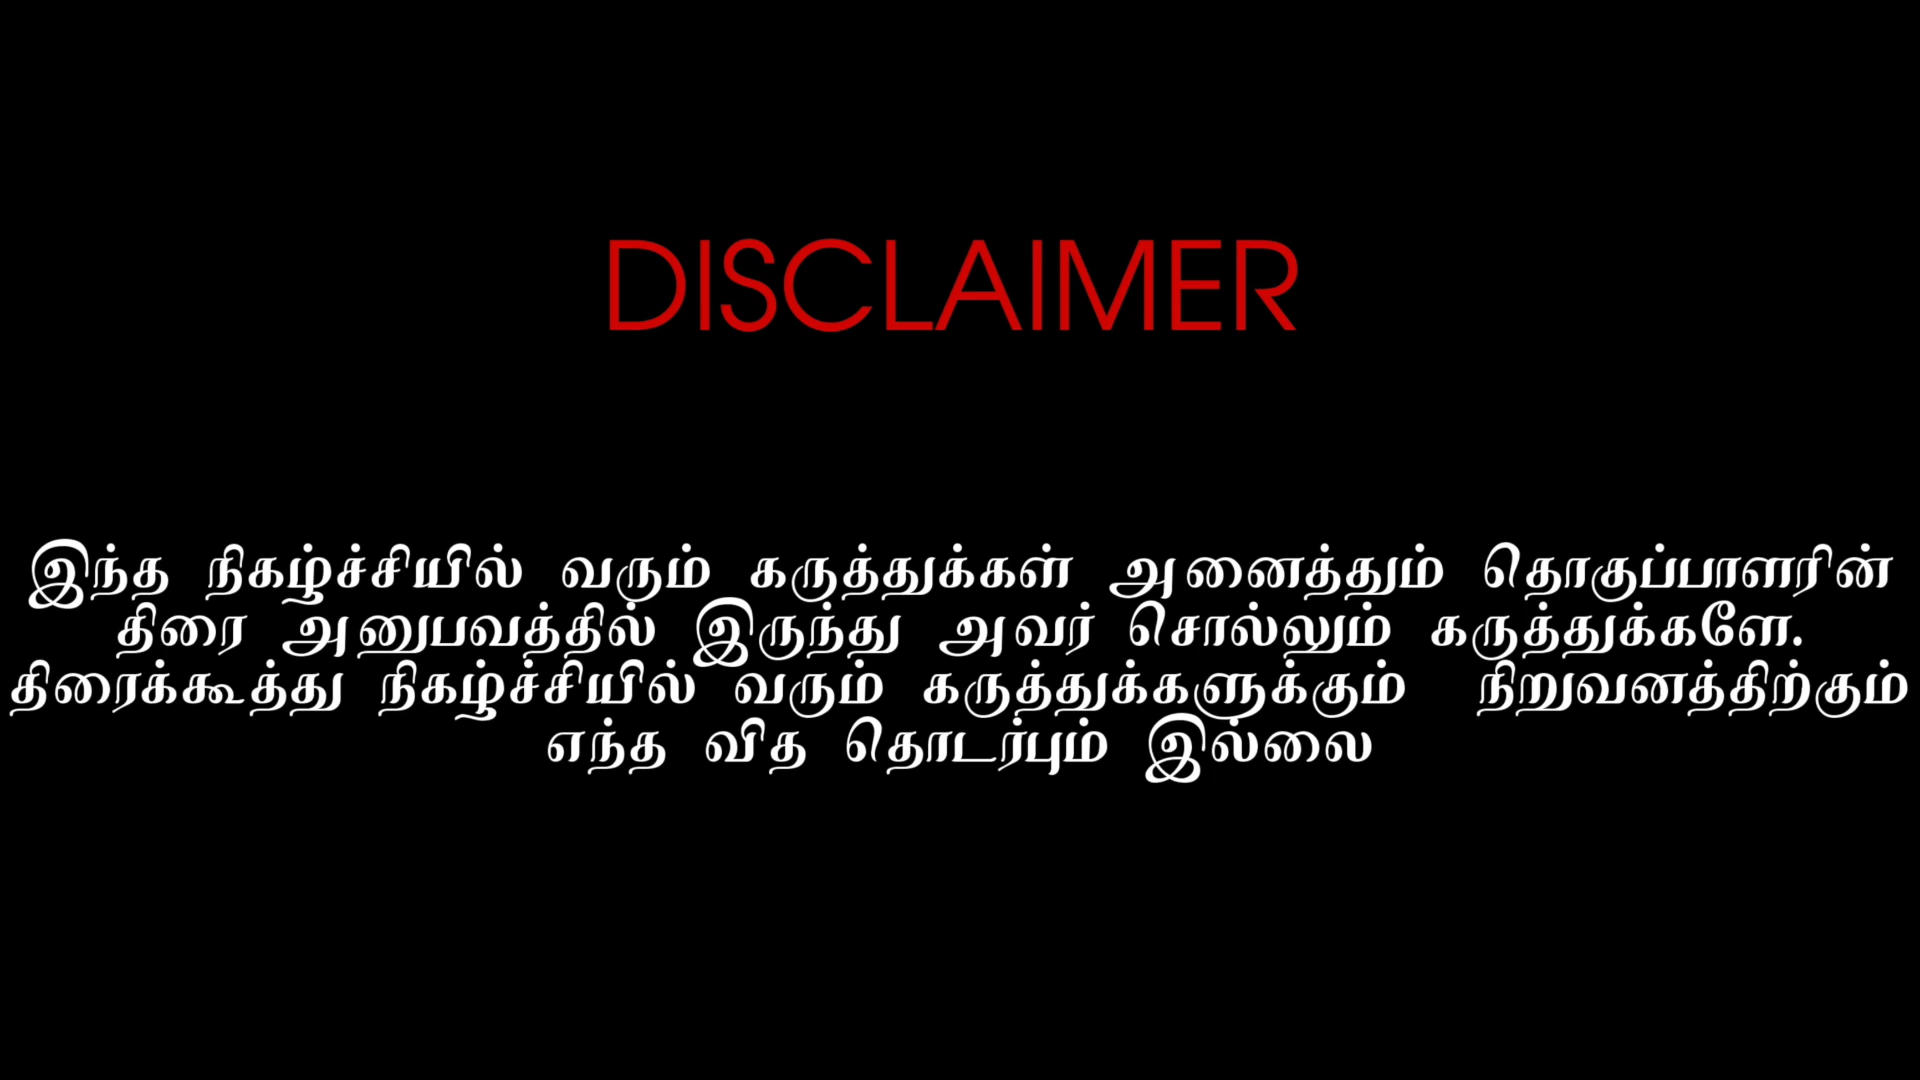 DISCLAIMER
இந்த நிகழ்ச்சியில் வரும் கருத்துக்கள் அனைத்தும் தொகுப்பாளரின்
திரை அனுபவத்தில் இருந்து அவர் சொல்லும் கருத்துக்களே.
திரைக்கூத்து நிகழ்ச்சியில் வரும் கருத்துக்களுக்கும் நிறுவனத்திற்கும்
எந்த வித தொடர்பும் இல்லை